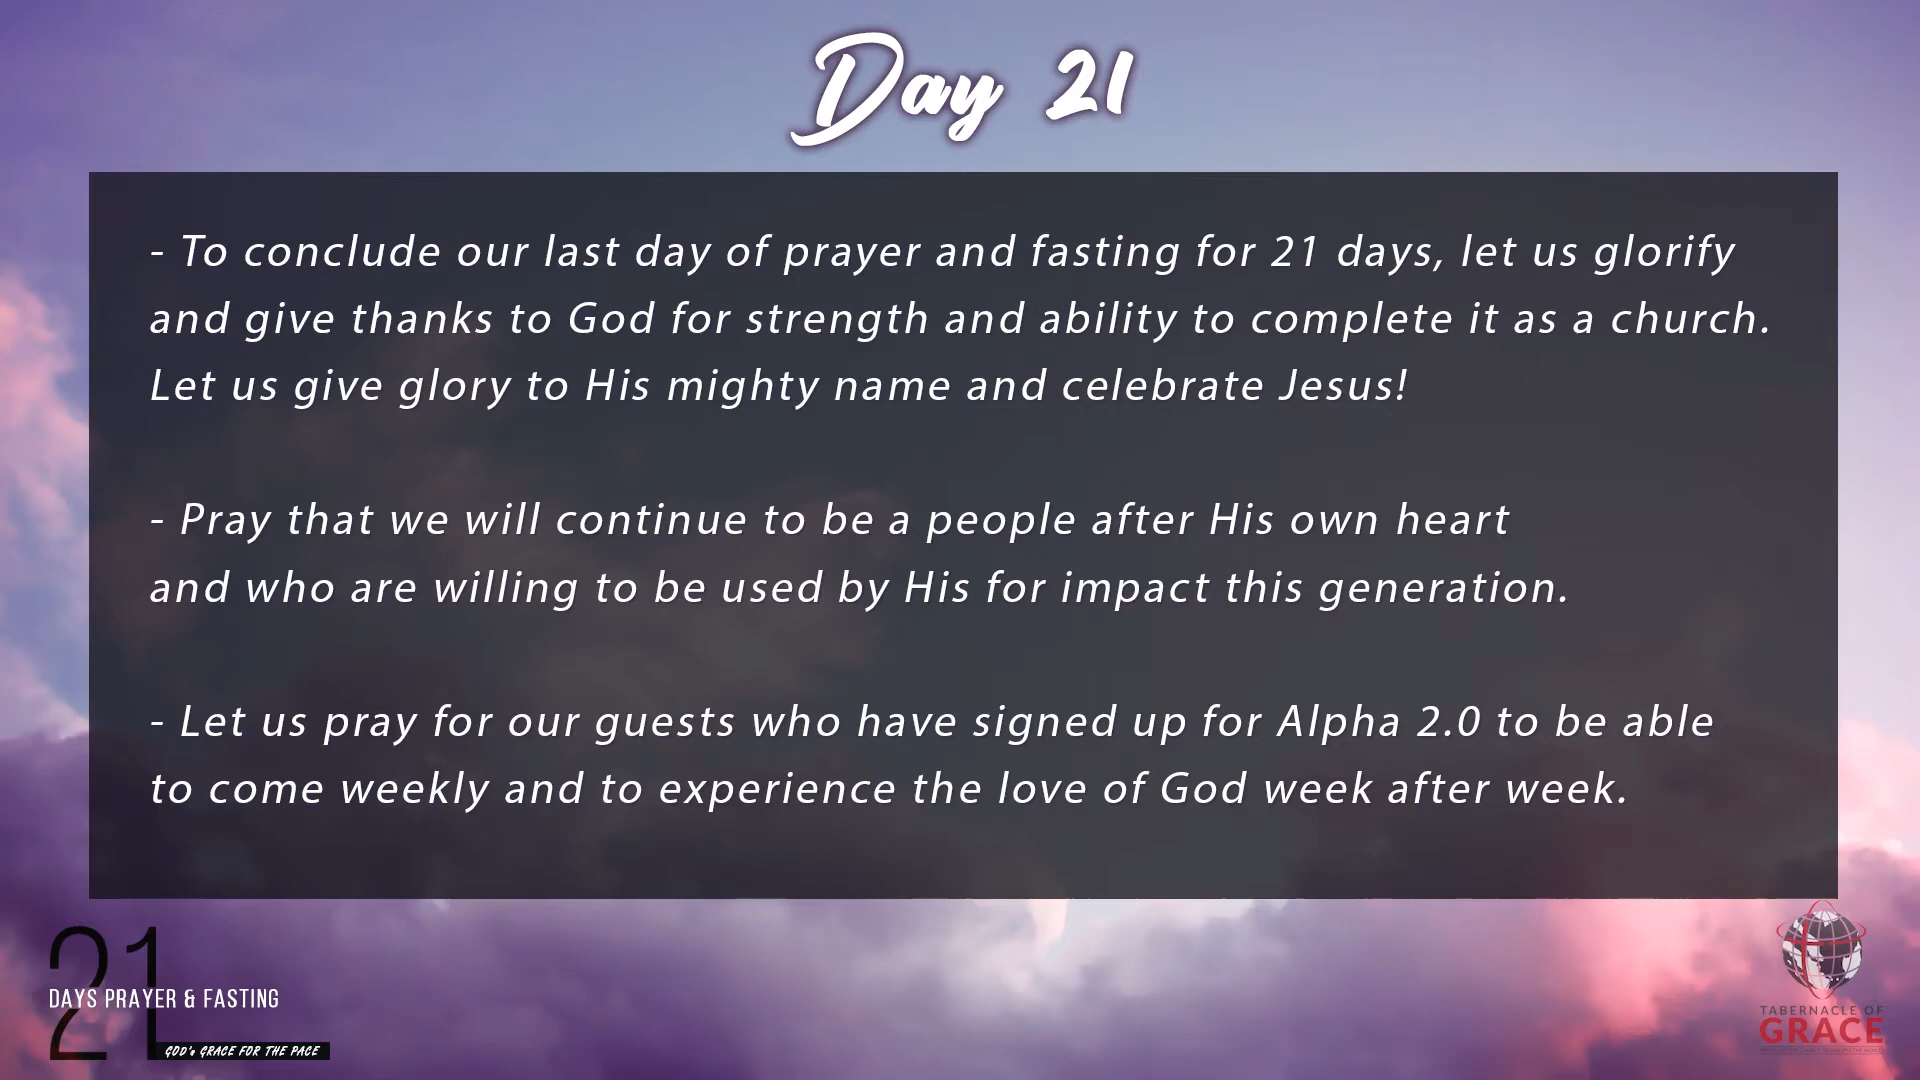 Day 21
- To conclude our last day of prayer and fasting for 21 days, let us glorify
and give thanks to God for strength and ability to complete it as a church.
Let us give glory to His mighty name and celebrate Jesus!
- Pray that we will continue to be a people after His own heart
and who are willing to be used by His for impact this generation.
- Let us pray for our guests who have signed up for Alpha 2.0 to be able
to come weekly and to experience the love of God week after week.
21
DAYS PRAYER & FASTING
GOD's GRACE FOR THE PACE
TABERNACLE OF
GRACE